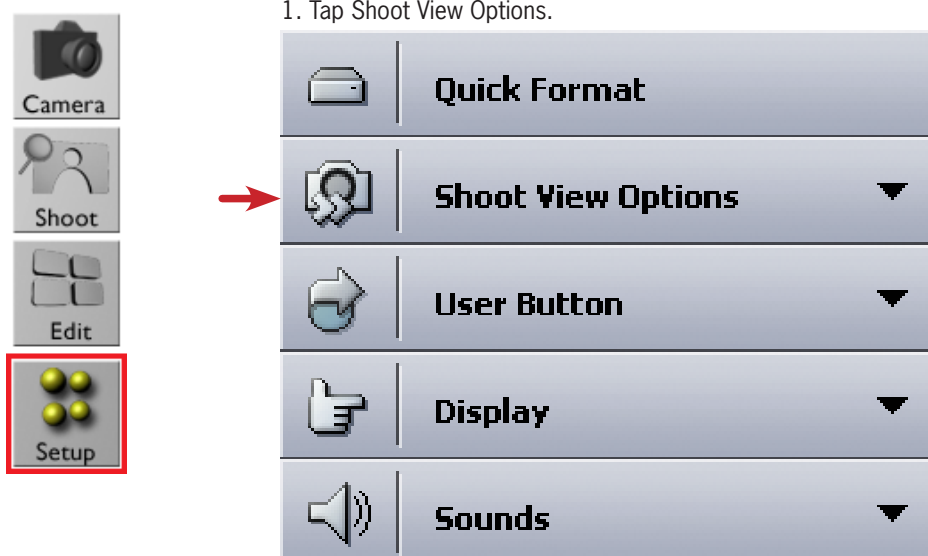 1. Tap Shoot View Options.
Camera
Shoot
Edit
Setup
Quick Format
Shoot View Options
User Button
Display
Sounds